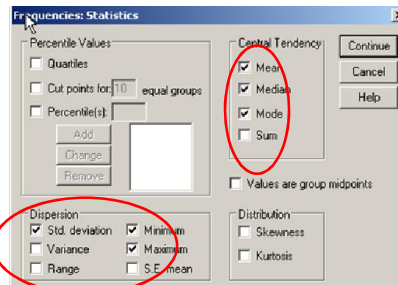 Frequencies: Statistics
Percentile Values
Quartiles
Cut points for: 10 equal groups
Percentile(s):
Add
Change
Remove
Central Tendency
Mean
Median
Mode
Sum
Continue
Cancel
Help
Values are group midpoints
Dispersion
Std. deviation
Minimum
Variance
Maximum
Range
S.E. mean
Distribution
Skewness
Kurtosis